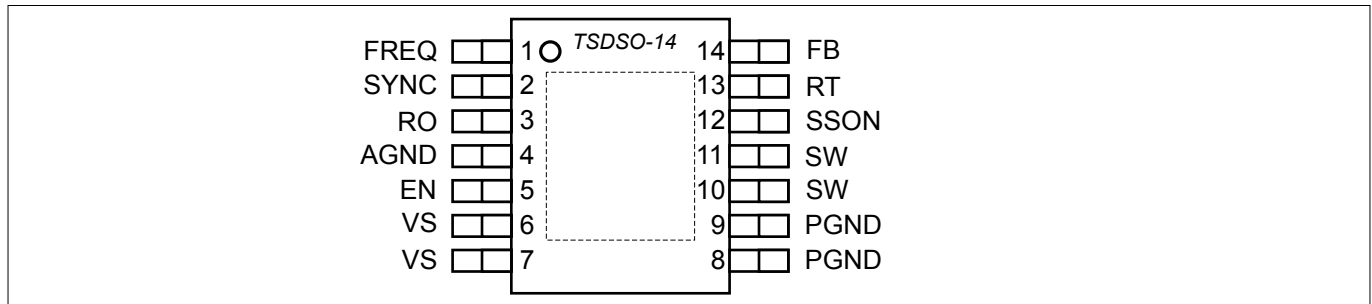 FREQ 1 TSDSO-14 14 FB
SYNC 2 13 RT
RO 3 12 SSON
AGND 4 11 SW
EN 5 10 SW
VS 6 9 PGND
VS 7 8 PGND